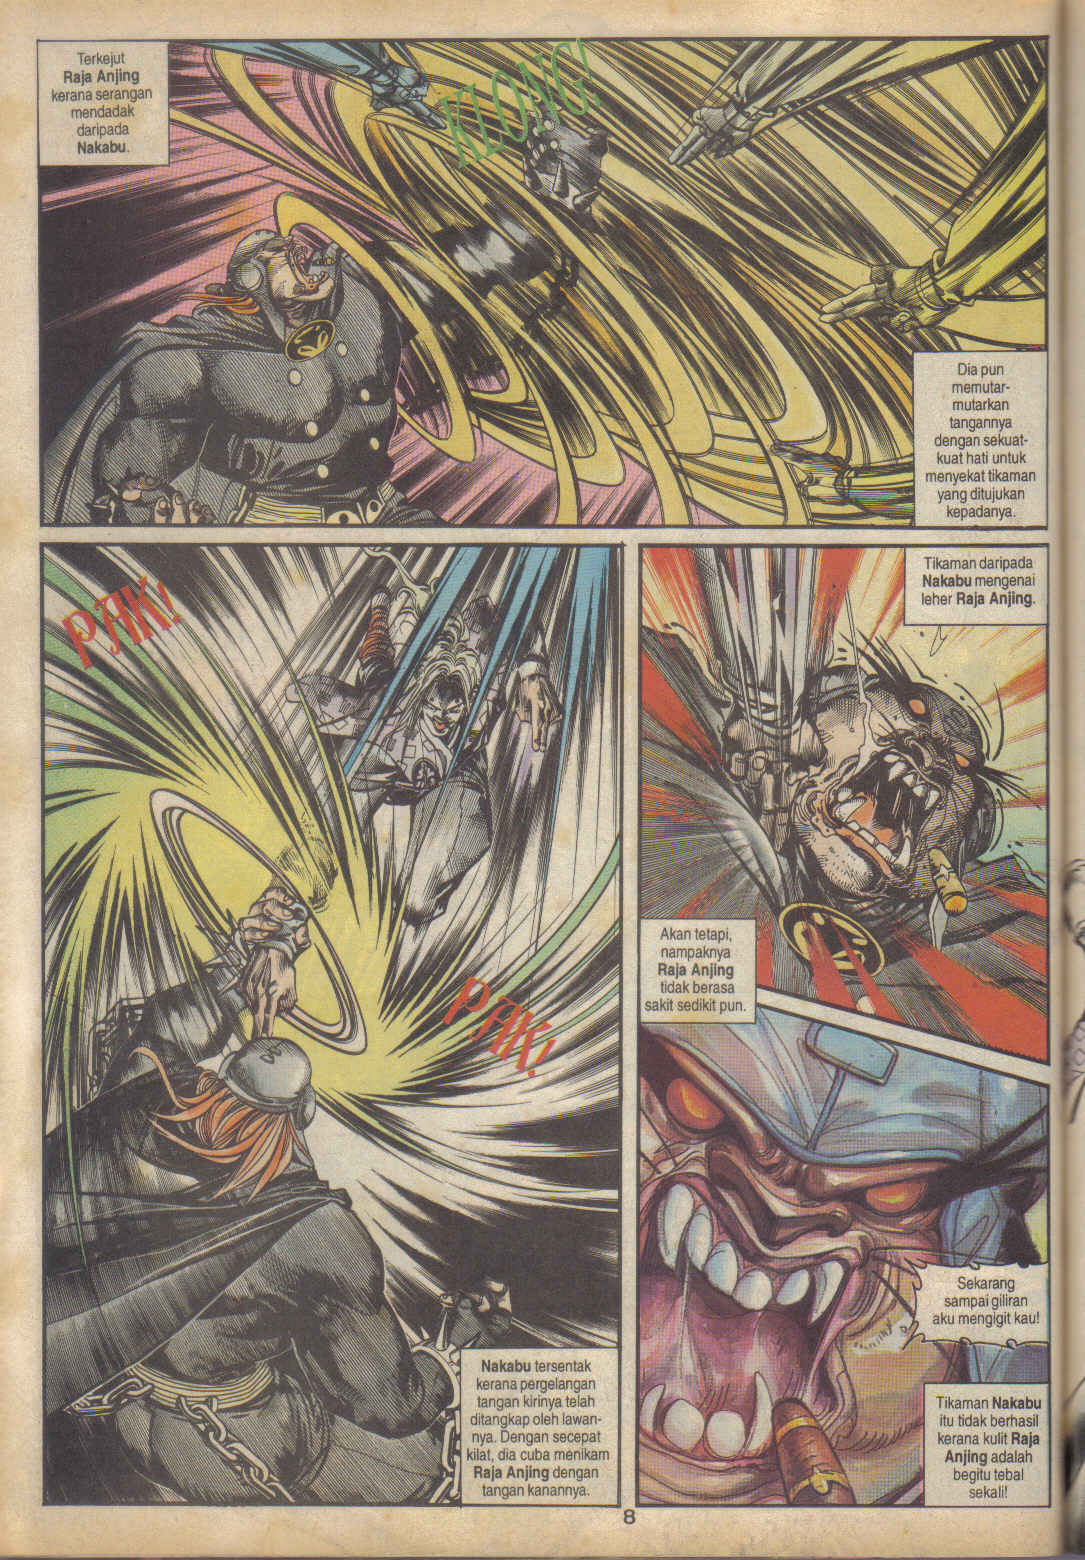 Terkejut
Raja Anjing
kerana serangan
mendadak
daripada
Nakabu.
KLONG!
Dia pun
memutar-
mutarkan
tangannya
dengan sekuat-
kuat hati untuk
menyekat tikaman
yang ditujukan
kepadanya.
PAK!
PAK!
Nakabu tersentak
kerana pergelangan
tangan kirinya telah
ditangkap oleh lawan-
nya. Dengan secepat
kilat, dia cuba menikam
Raja Anjing dengan
tangan kanannya.
Tikaman daripada
Nakabu mengenai
leher Raja Anjing.
Akan tetapi,
nampaknya
Raja Anjing
tidak berasa
sakit sedikit pun.
Sekarang
sampai giliran
aku mengigit kau!
Tikaman Nakabu
itu tidak berhasil
kerana kulit Raja
Anjing adalah
begitu tebal
sekali!
8